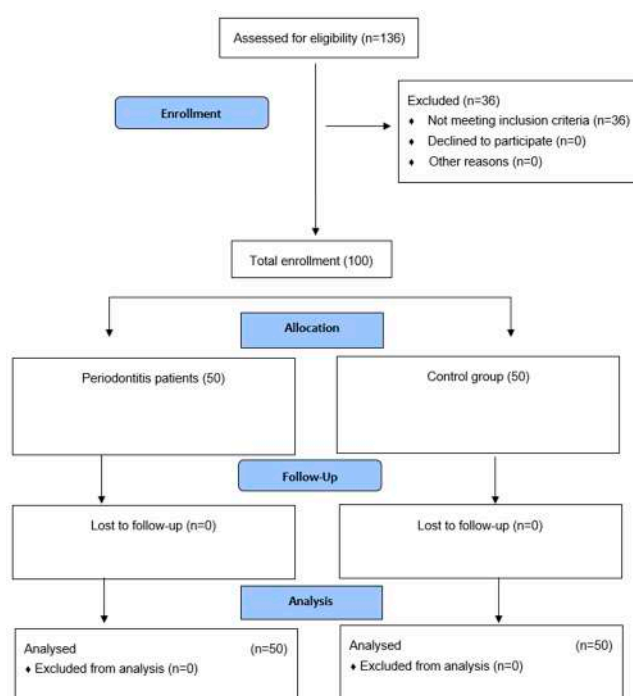 Assessed for eligibility (n=136)
Enrollment
Excluded (n=36)
♦ Not meeting inclusion criteria (n=36)
♦ Declined to participate (n=0)
♦ Other reasons (n=0)
Total enrollment (100)
Allocation
Periodontitis patients (50)
Control group (50)
Follow-Up
Lost to follow-up (n=0)
Lost to follow-up (n=0)
Analysis
Analysed (n=50)
♦ Excluded from analysis (n=0)
Analysed (n=50)
♦ Excluded from analysis (n=0)